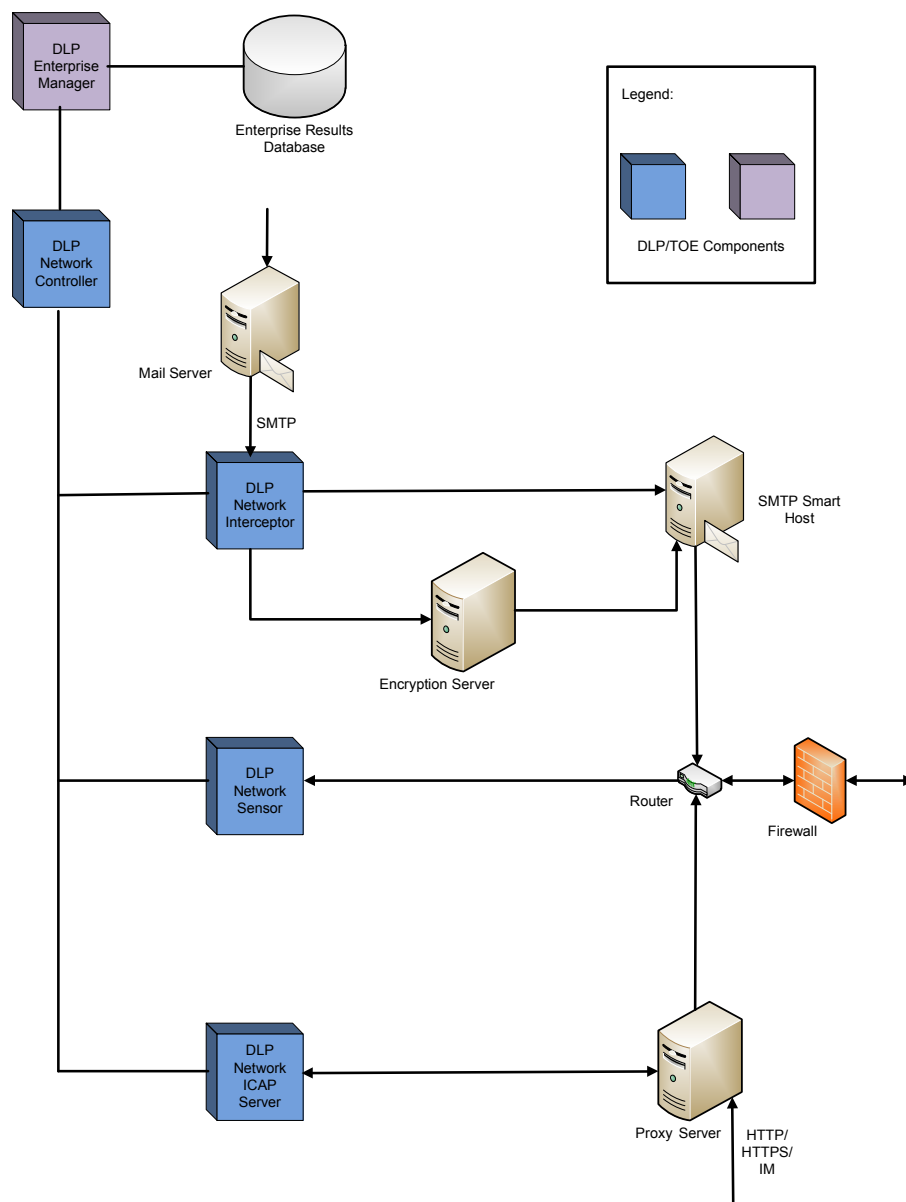 DLP
Enterprise
Manager
Enterprise Results
Database
Legend:
DLP/TOE Components
DLP
Network
Controller
Mail Server
SMTP
DLP
Network
Interceptor
SMTP Smart
Host
Encryption Server
DLP
Network
Sensor
Router
Firewall
DLP
Network
ICAP
Server
Proxy Server
HTTP/
HTTPS/
IM